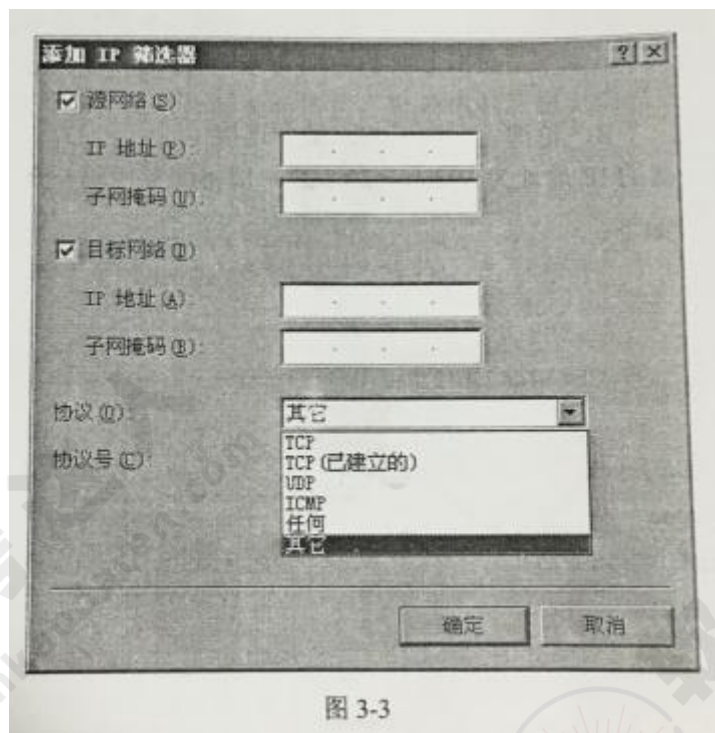 添加 IP 筛选器
源网络(S)
IP 地址(P):
子网掩码(U):
目标网络(D)
IP 地址(A):
子网掩码(B):
协议(O): 其它
TCP
协议号(C):
TCP(已建立的)
UDP
ICMP
任何
其它
确定 取消
图 3-3